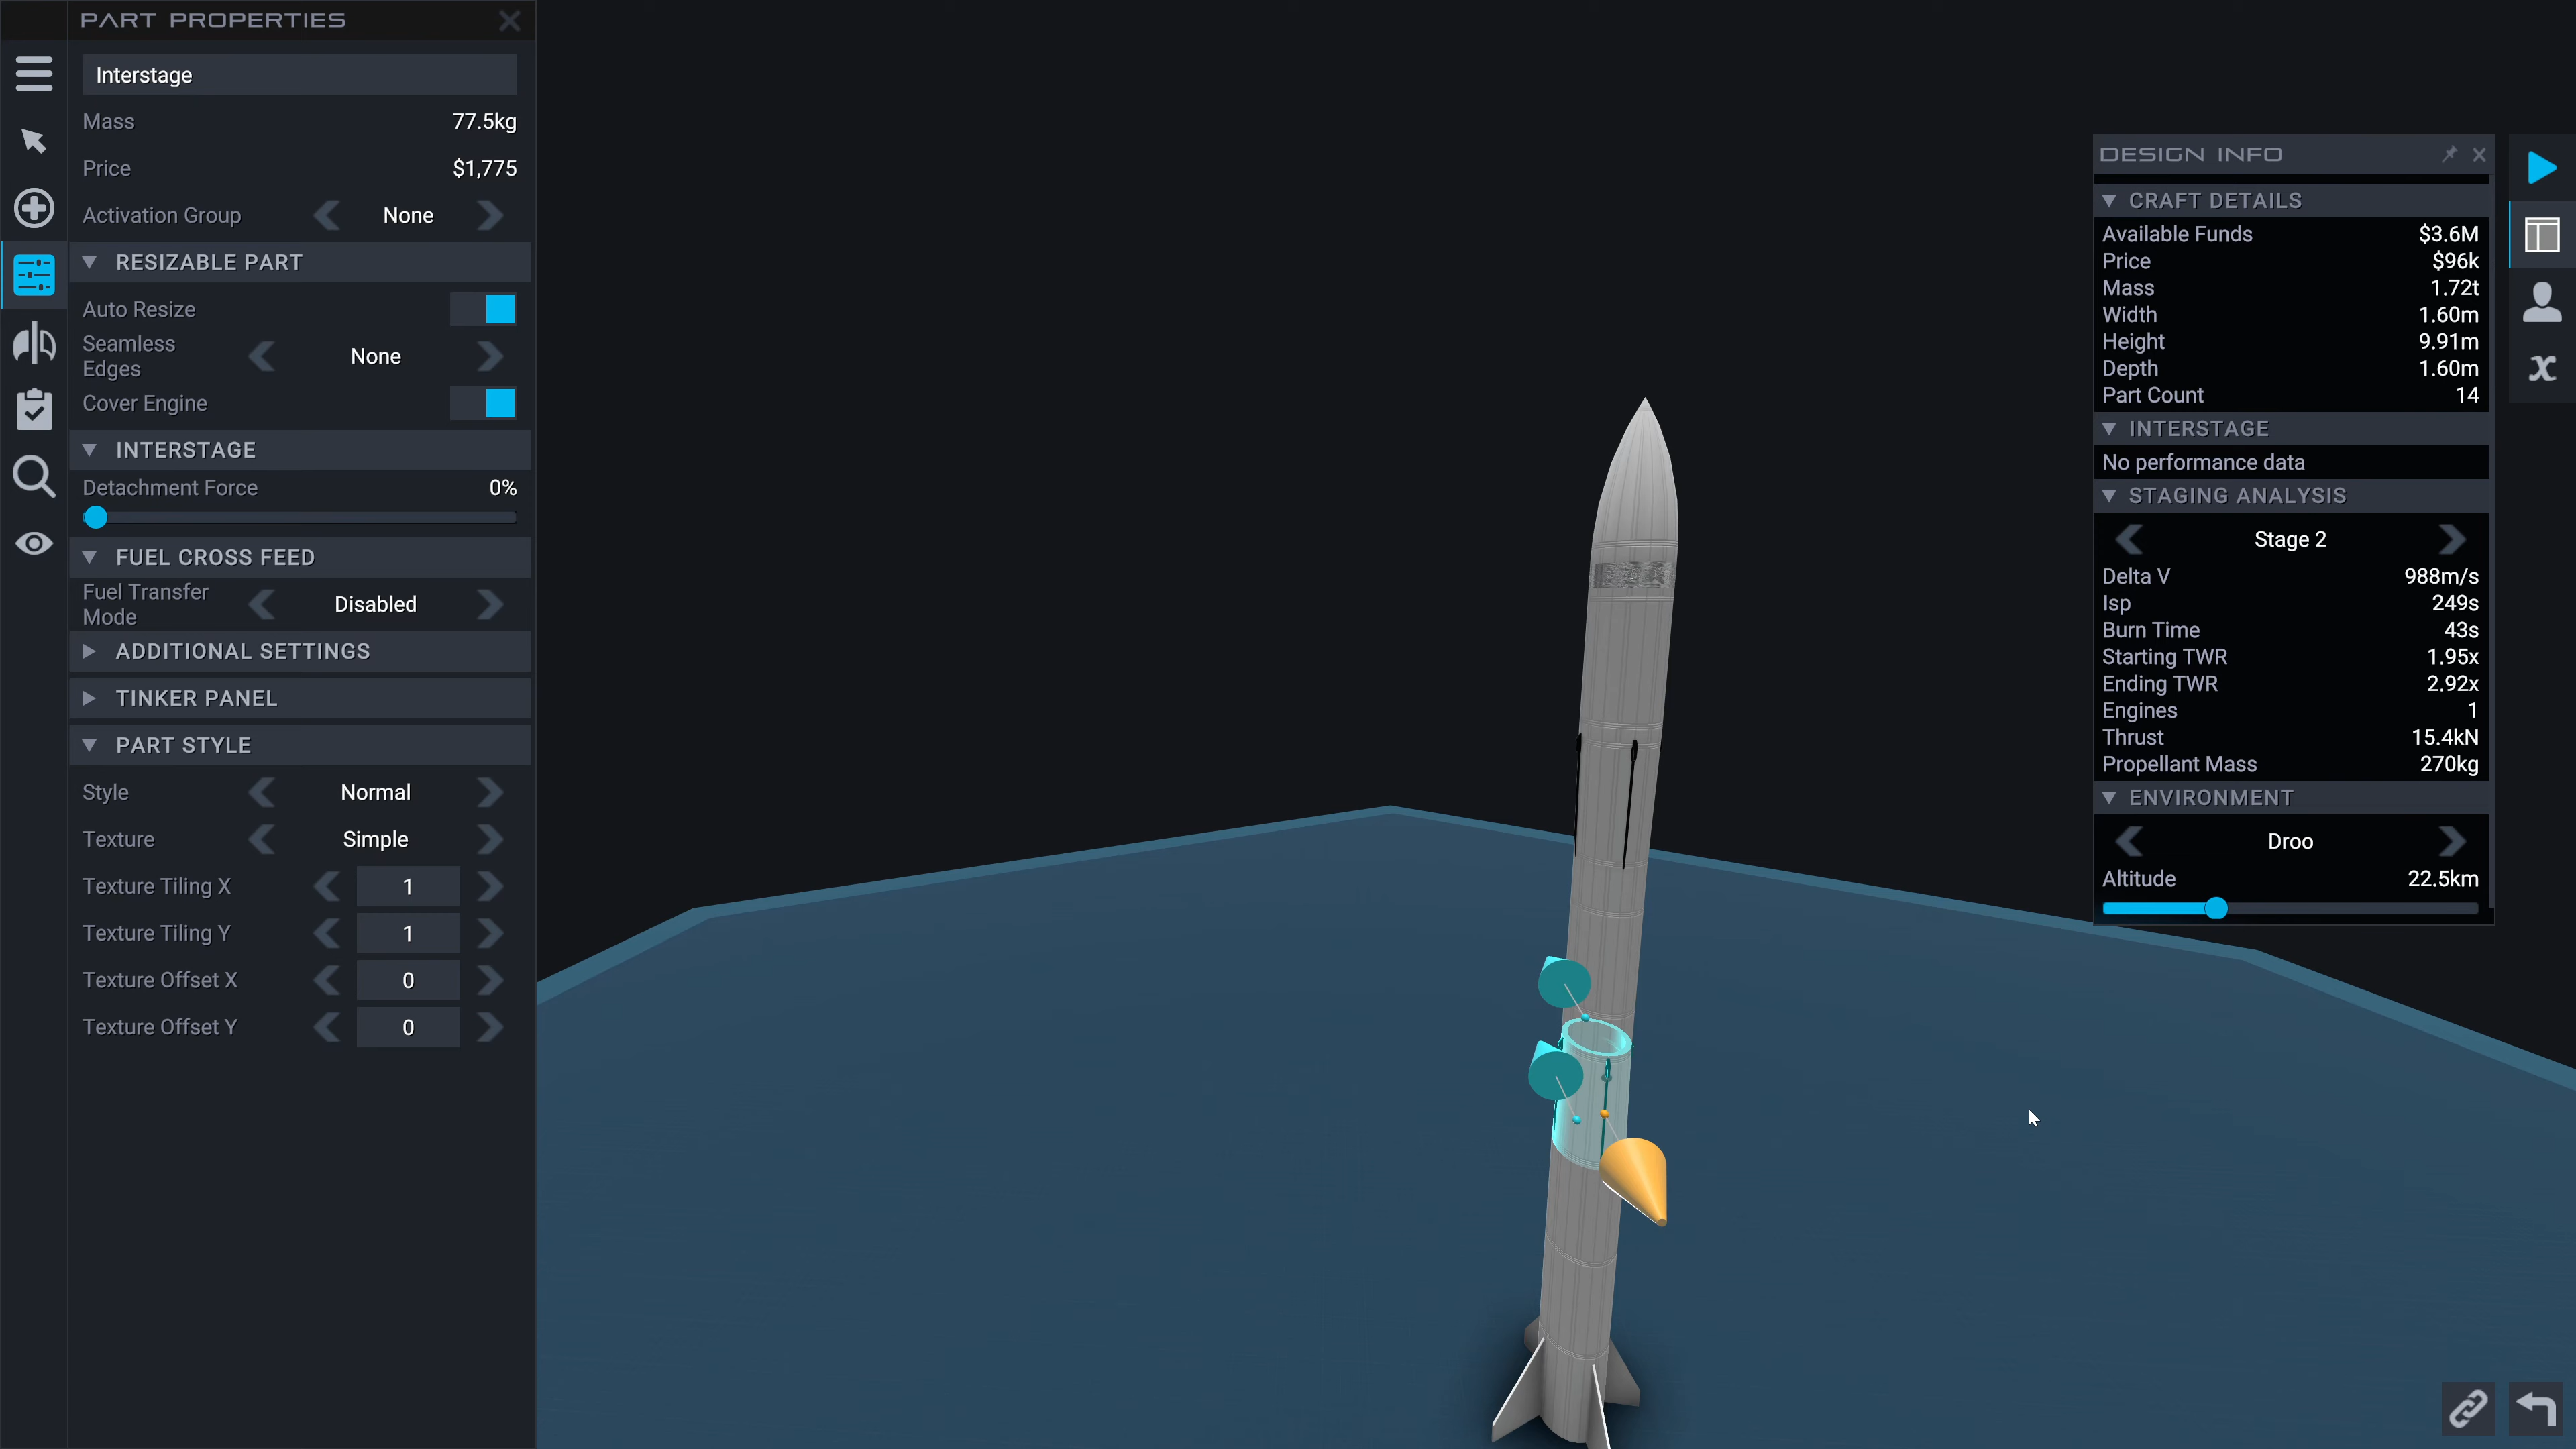 PART PROPERTIES
Interstage
Mass 77.5kg
Price $1,775
Activation Group None
RESIZABLE PART
Auto Resize
Seamless Edges None
Cover Engine
INTERSTAGE
Detachment Force 0%
FUEL CROSS FEED
Fuel Transfer Mode Disabled
ADDITIONAL SETTINGS
TINKER PANEL
PART STYLE
Style Normal
Texture Simple
Texture Tiling X 1
Texture Tiling Y 1
Texture Offset X 0
Texture Offset Y 0
DESIGN INFO
CRAFT DETAILS
Available Funds $3.6M
Price $96k
Mass 1.72t
Width 1.60m
Height 9.91m
Depth 1.60m
Part Count 14
INTERSTAGE
No performance data
STAGING ANALYSIS
Stage 2
Delta V 988m/s
Isp 249s
Burn Time 43s
Starting TWR 1.95x
Ending TWR 2.92x
Engines 1
Thrust 15.4kN
Propellant Mass 270kg
ENVIRONMENT
Droo
Altitude 22.5km
x